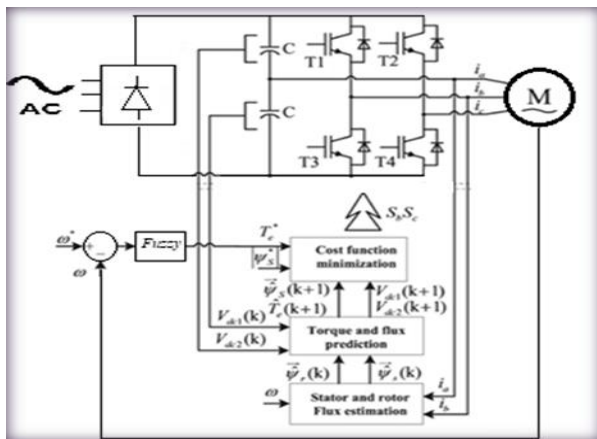 AC
C
C
T1
T2
T3
T4
i_a
i_b
i_c
M
S_b S_c
ω*
+
−
ω
Fuzzy
T_e*
ψ_S*
Cost function
minimization
ψ_S(k+1)
T_e(k+1)
V_dc1(k+1)
V_dc2(k+1)
V_dc1(k)
V_dc2(k)
Torque and flux
prediction
ψ_r(k)
ψ_s(k)
ω
Stator and rotor
Flux estimation
i_a
i_b